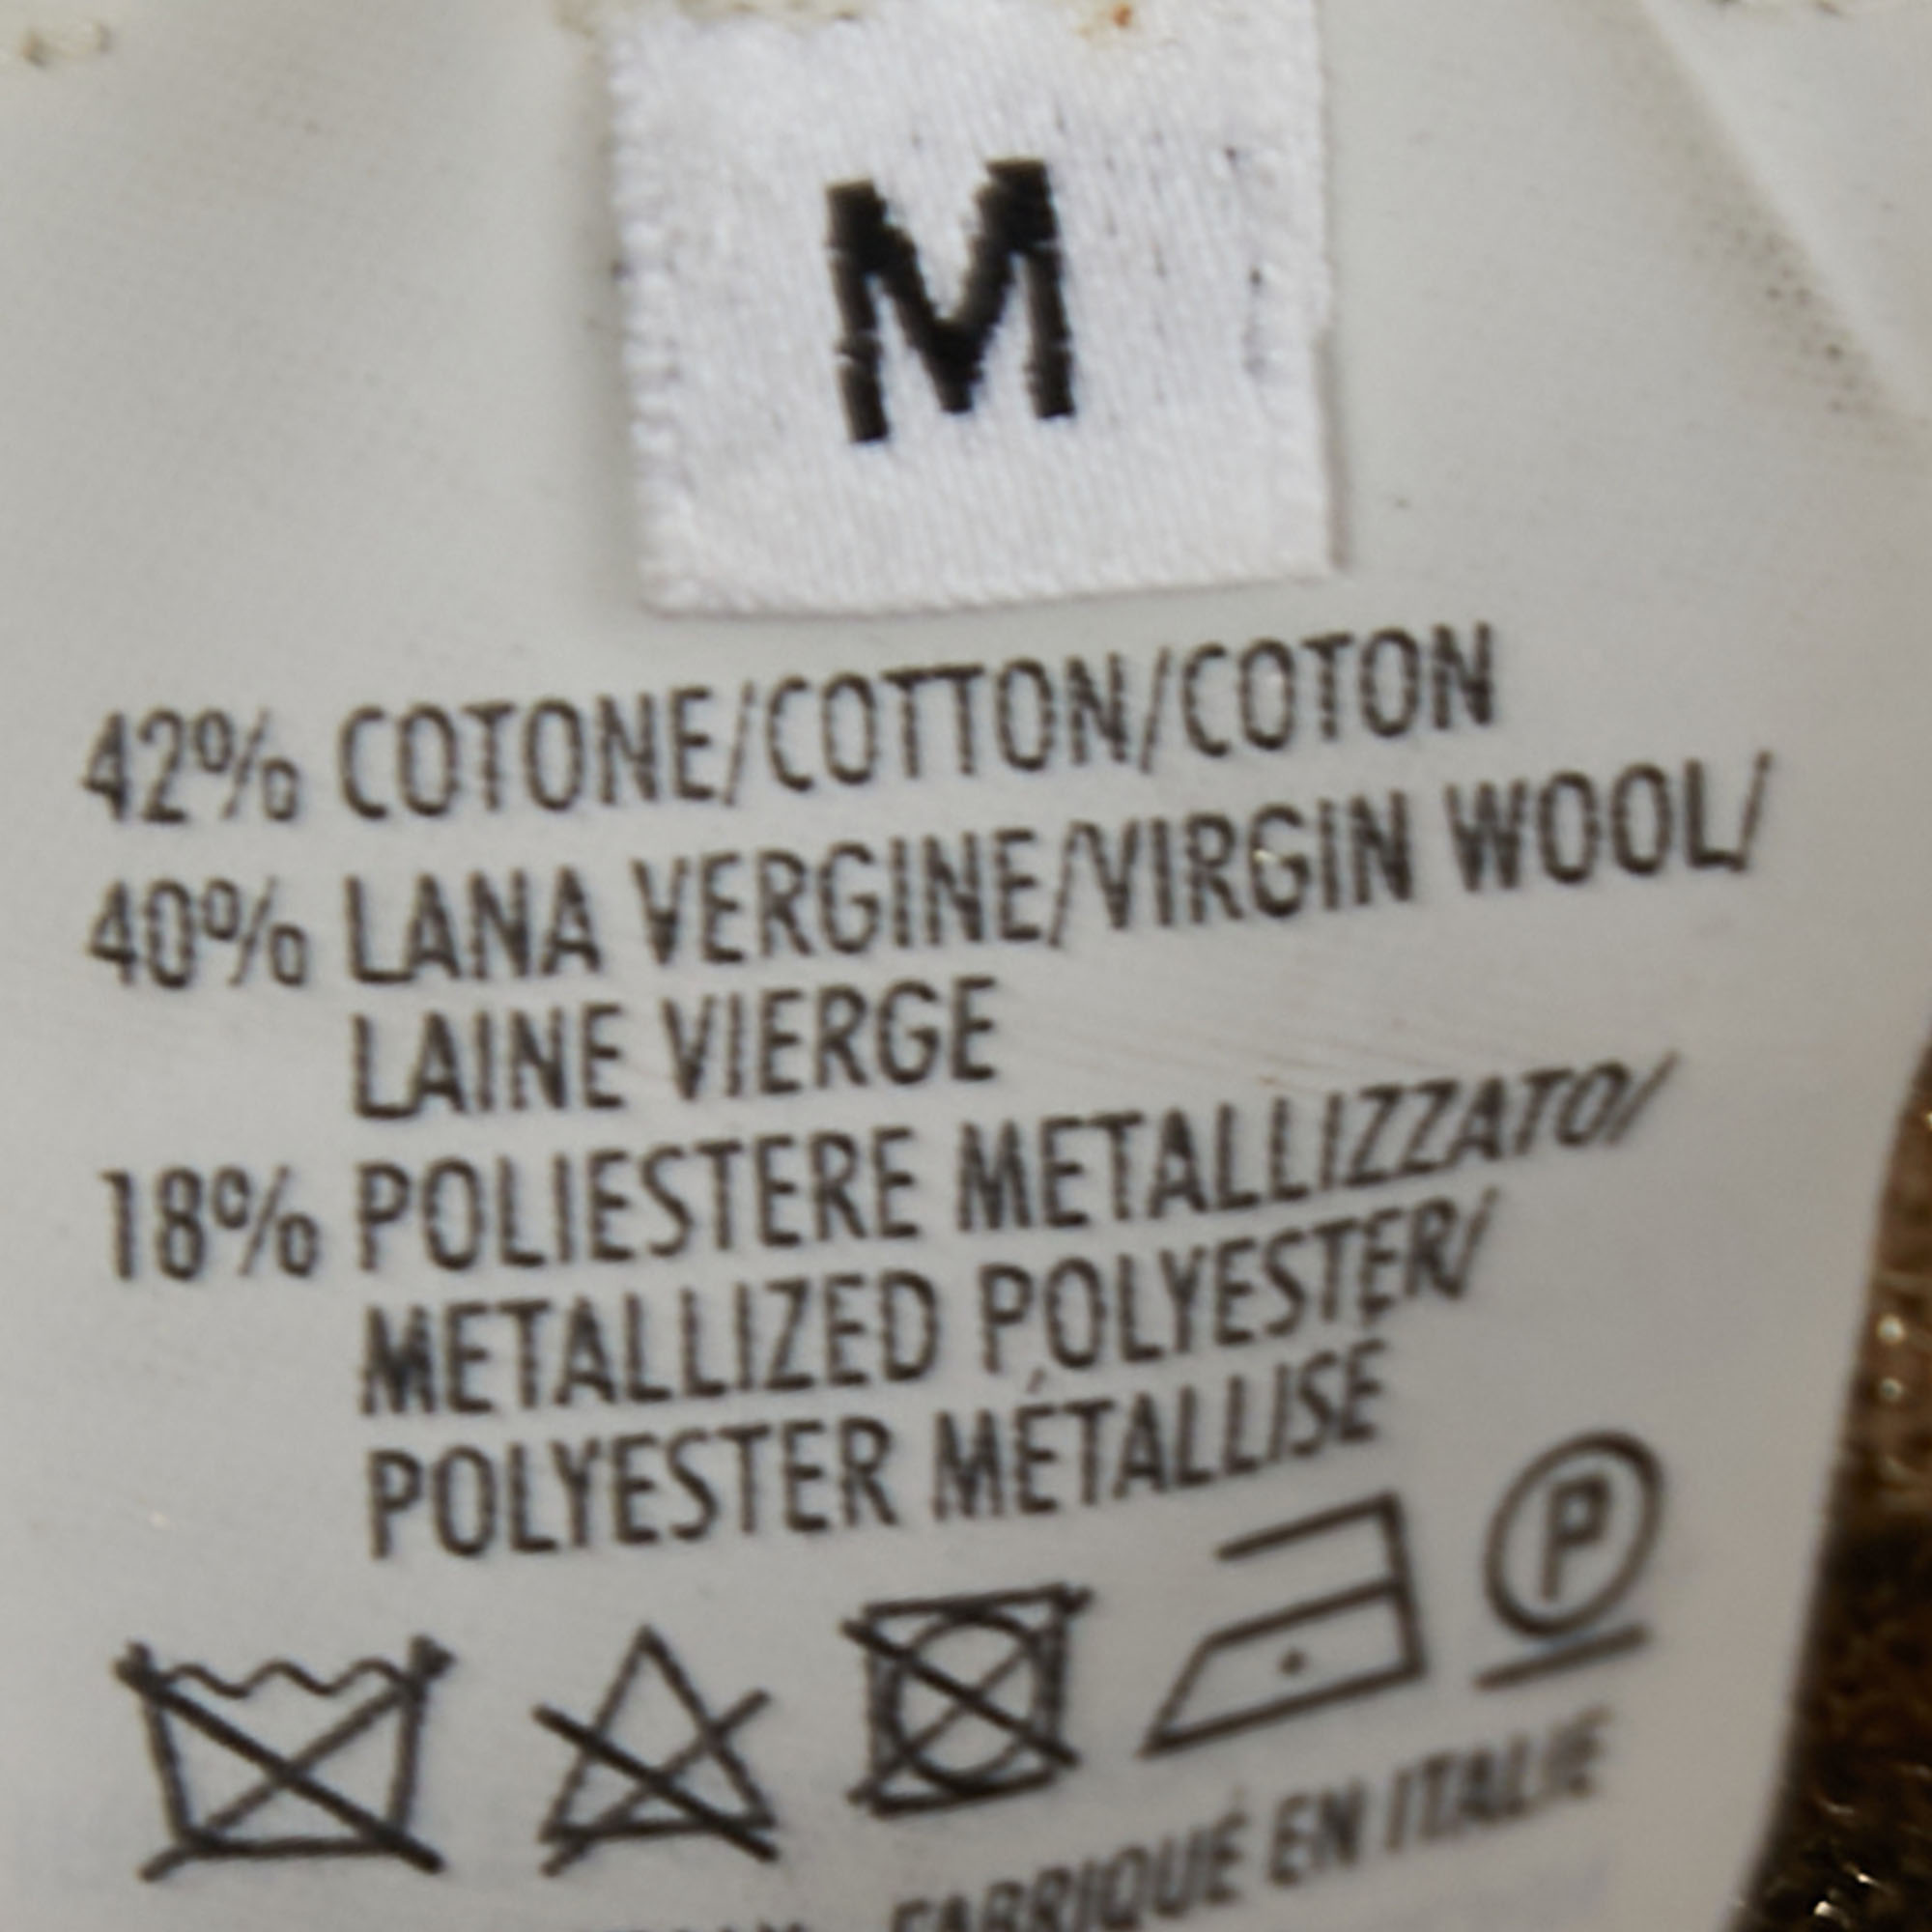 M
42% COTONE/COTTON/COTON
40% LANA VERGINE/VIRGIN WOOL/
LAINE VIERGE
18% POLIESTERE METALLIZZATO/
METALLIZED POLYESTER/
POLYESTER MÉTALLISÉ
P
FABRIQUÉ EN ITALIE